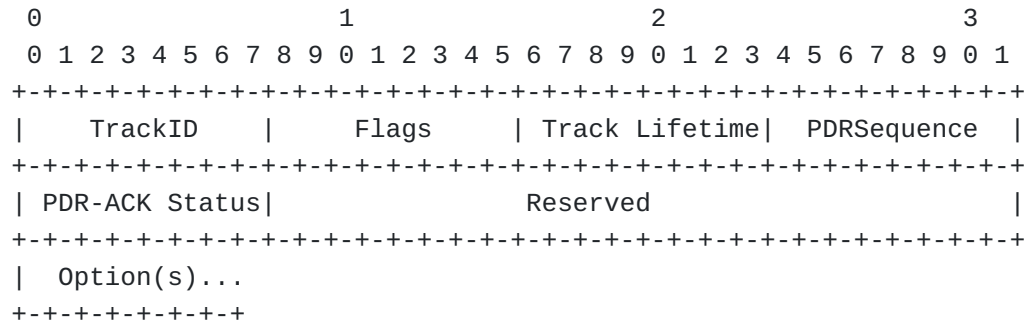 0                   1                   2                   3
 0 1 2 3 4 5 6 7 8 9 0 1 2 3 4 5 6 7 8 9 0 1 2 3 4 5 6 7 8 9 0 1
+-+-+-+-+-+-+-+-+-+-+-+-+-+-+-+-+-+-+-+-+-+-+-+-+-+-+-+-+-+-+-+-+
|    TrackID    |     Flags     | Track Lifetime|  PDRSequence  |
+-+-+-+-+-+-+-+-+-+-+-+-+-+-+-+-+-+-+-+-+-+-+-+-+-+-+-+-+-+-+-+-+
| PDR-ACK Status|                Reserved                       |
+-+-+-+-+-+-+-+-+-+-+-+-+-+-+-+-+-+-+-+-+-+-+-+-+-+-+-+-+-+-+-+-+
|  Option(s)...
+-+-+-+-+-+-+-+